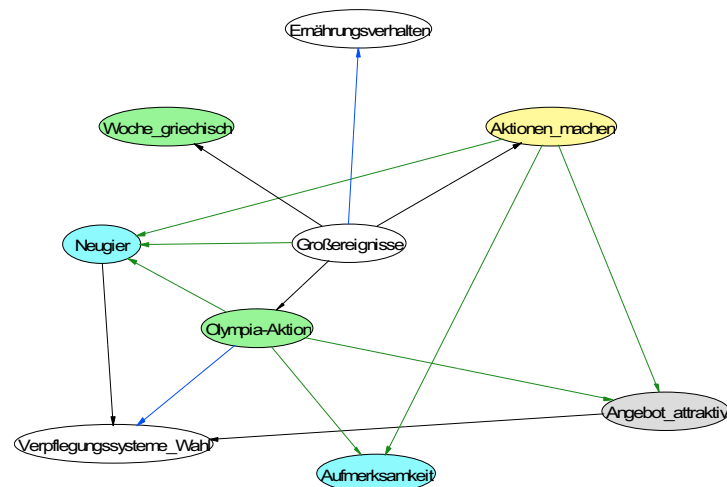 Ernährungsverhalten
Woche_griechisch
Aktionen_machen
Neugier
Großereignisse
Olympia-Aktion
Angebot_attraktiv
Verpflegungssysteme_Wahl
Aufmerksamkeit